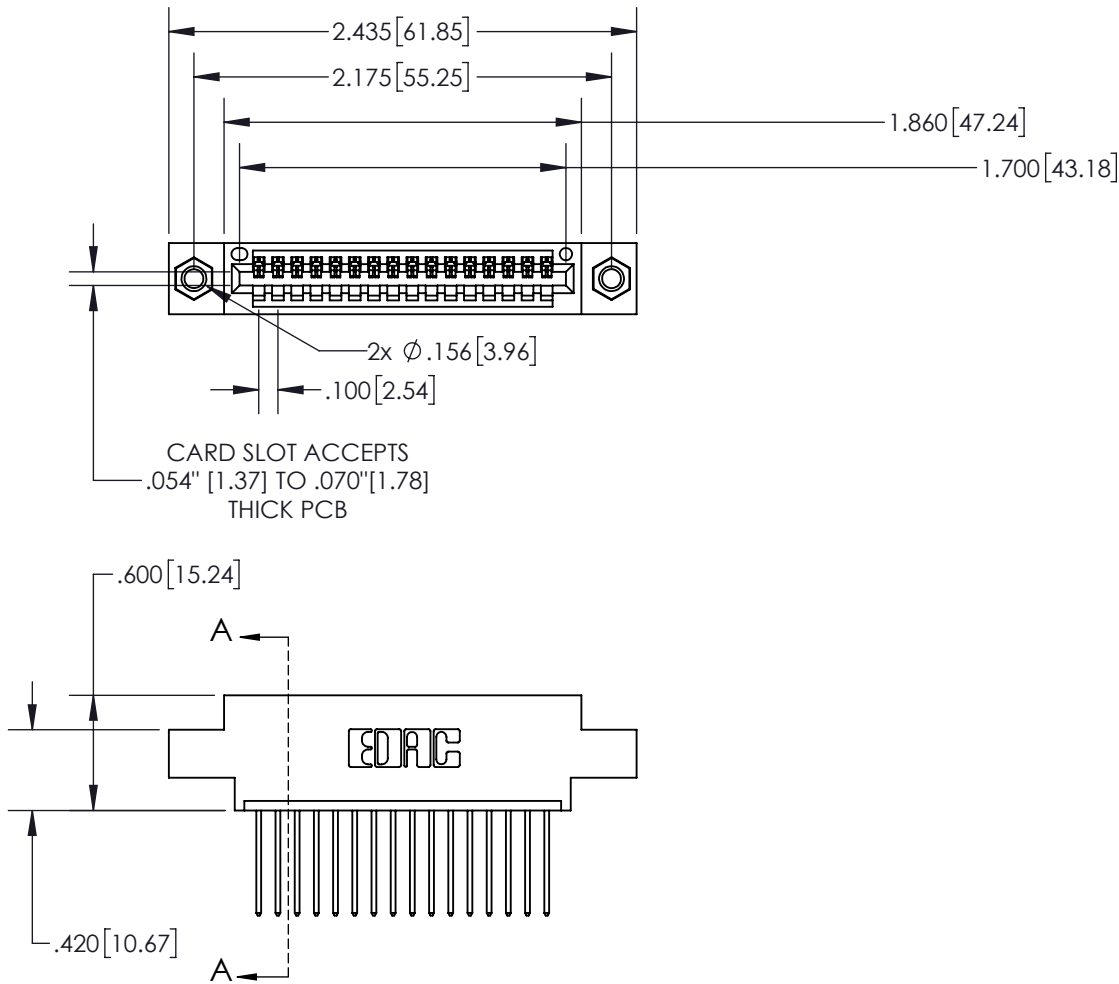 2.435[61.85]
2.175[55.25]
1.860[47.24]
1.700[43.18]
2x Ø.156[3.96]
.100[2.54]
CARD SLOT ACCEPTS
.054" [1.37] TO .070"[1.78]
THICK PCB
.600[15.24]
A
EDAC
.420[10.67]
A